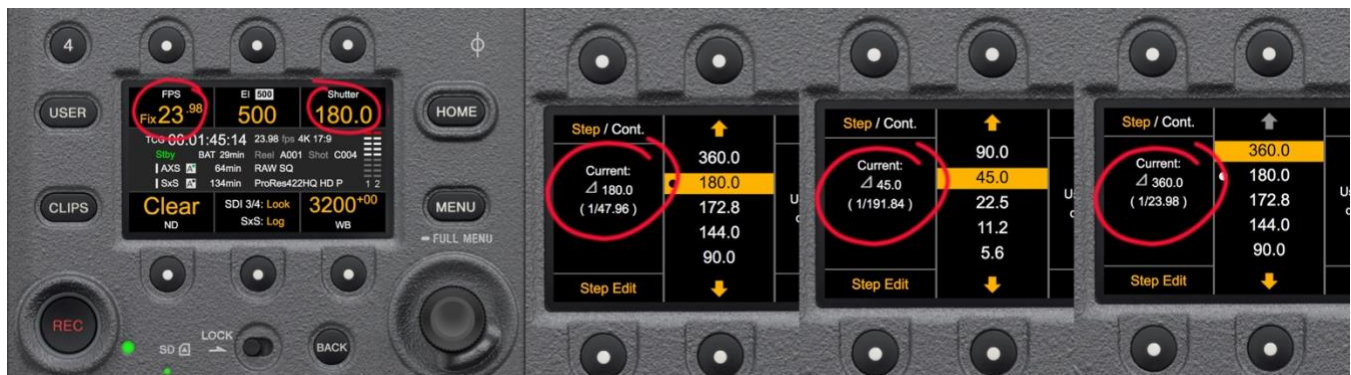 4
USER
CLIPS
REC
FPS
Fix23.98
EI 500
500
Shutter
180.0
TCG 00:01:45:14 23.98 fps 4K 17:9
Stby BAT 29min Reel A001 Shot C004
AXS A 64min RAW SQ
SxS A 134min ProRes422HQ HD P 1 2
Clear
ND
SDI 3/4: Look
SxS: Log
3200+00
WB
HOME
MENU
FULL MENU
SD A
LOCK
BACK
Step / Cont.
Current:
⊿ 180.0
( 1/47.96 )
Step Edit
360.0
180.0
172.8
144.0
90.0
Step / Cont.
Current:
⊿ 45.0
( 1/191.84 )
Step Edit
90.0
45.0
22.5
11.2
5.6
Step / Cont.
Current:
⊿ 360.0
( 1/23.98 )
Step Edit
360.0
180.0
172.8
144.0
90.0